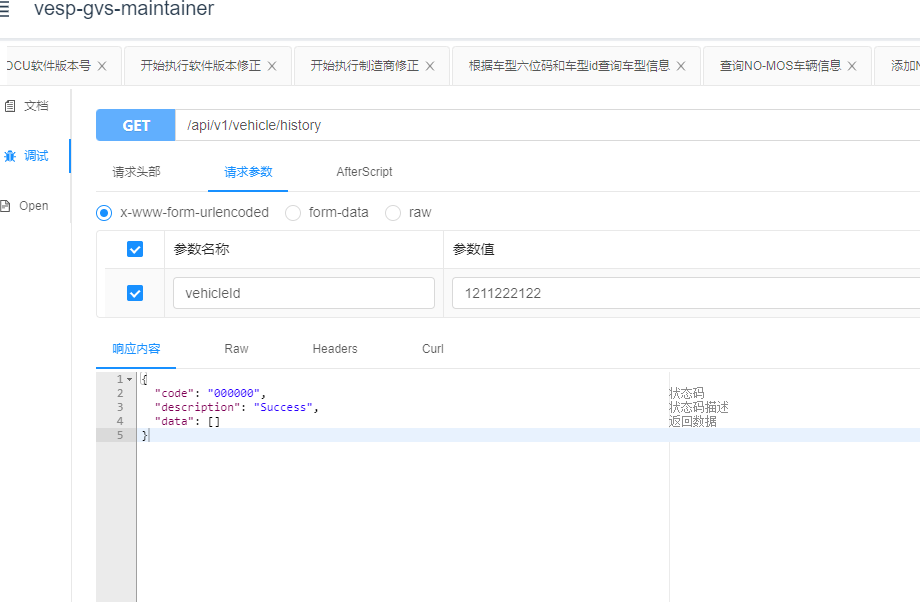 vesp-gvs-maintainer
OCU软件版本号 开始执行软件版本修正 开始执行制造商修正 根据车型六位码和车型id查询车型信息 查询NO-MOS车辆信息 添加N
文档
GET /api/v1/vehicle/history
请求头部 请求参数 AfterScript
调试
Open
x-www-form-urlencoded form-data raw
参数名称 参数值
vehicleId 1211222122
响应内容 Raw Headers Curl
1 {
2 "code": "000000", 状态码
3 "description": "Success", 状态码描述
4 "data": [] 返回数据
5 }